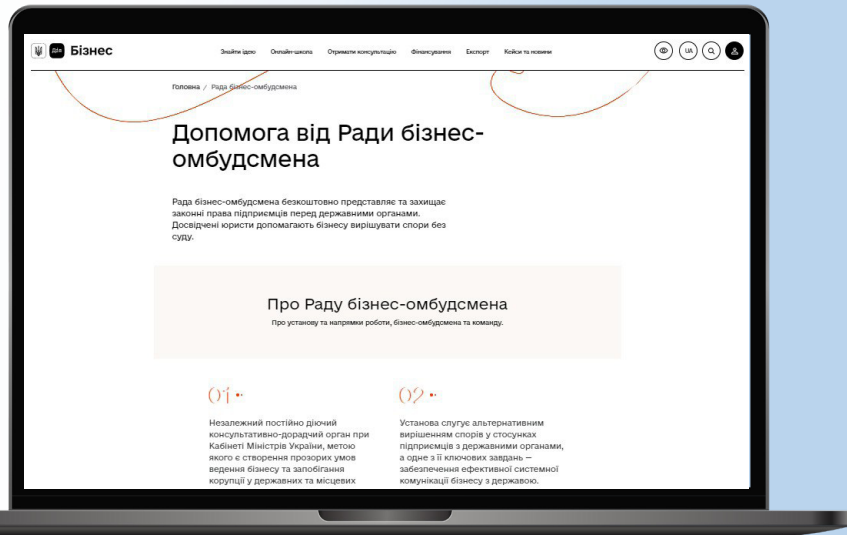 Дія Бізнес
Знайти ідею Онлайн-школа Отримати консультацію Фінансування Експорт Кейси та новини
UA
Головна / Рада бізнес-омбудсмена
Допомога від Ради бізнес-
омбудсмена
Рада бізнес-омбудсмена безкоштовно представляє та захищає
законні права підприємців перед державними органами.
Досвідчені юристи допомагають бізнесу вирішувати спори без
суду.
Про Раду бізнес-омбудсмена
Про установу та напрямки роботи, бізнес-омбудсмена та команду.
01
Незалежний постійно діючий
консультативно-дорадчий орган при
Кабінеті Міністрів України, метою
якого є створення прозорих умов
ведення бізнесу та запобігання
корупції у державних та місцевих
02
Установа слугує альтернативним
вирішенням спорів у стосунках
підприємців з державними органами,
а одне з її ключових завдань –
забезпечення ефективної системної
комунікації бізнесу з державою.